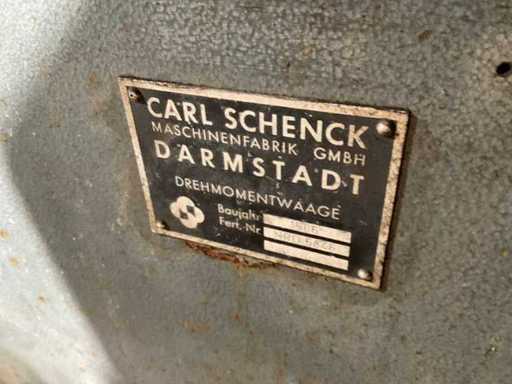 CARL SCHENCK
MASCHINENFABRIK GMBH
DARMSTADT
DREHMOMENTWAAGE
Baujahr
Fert.-Nr.